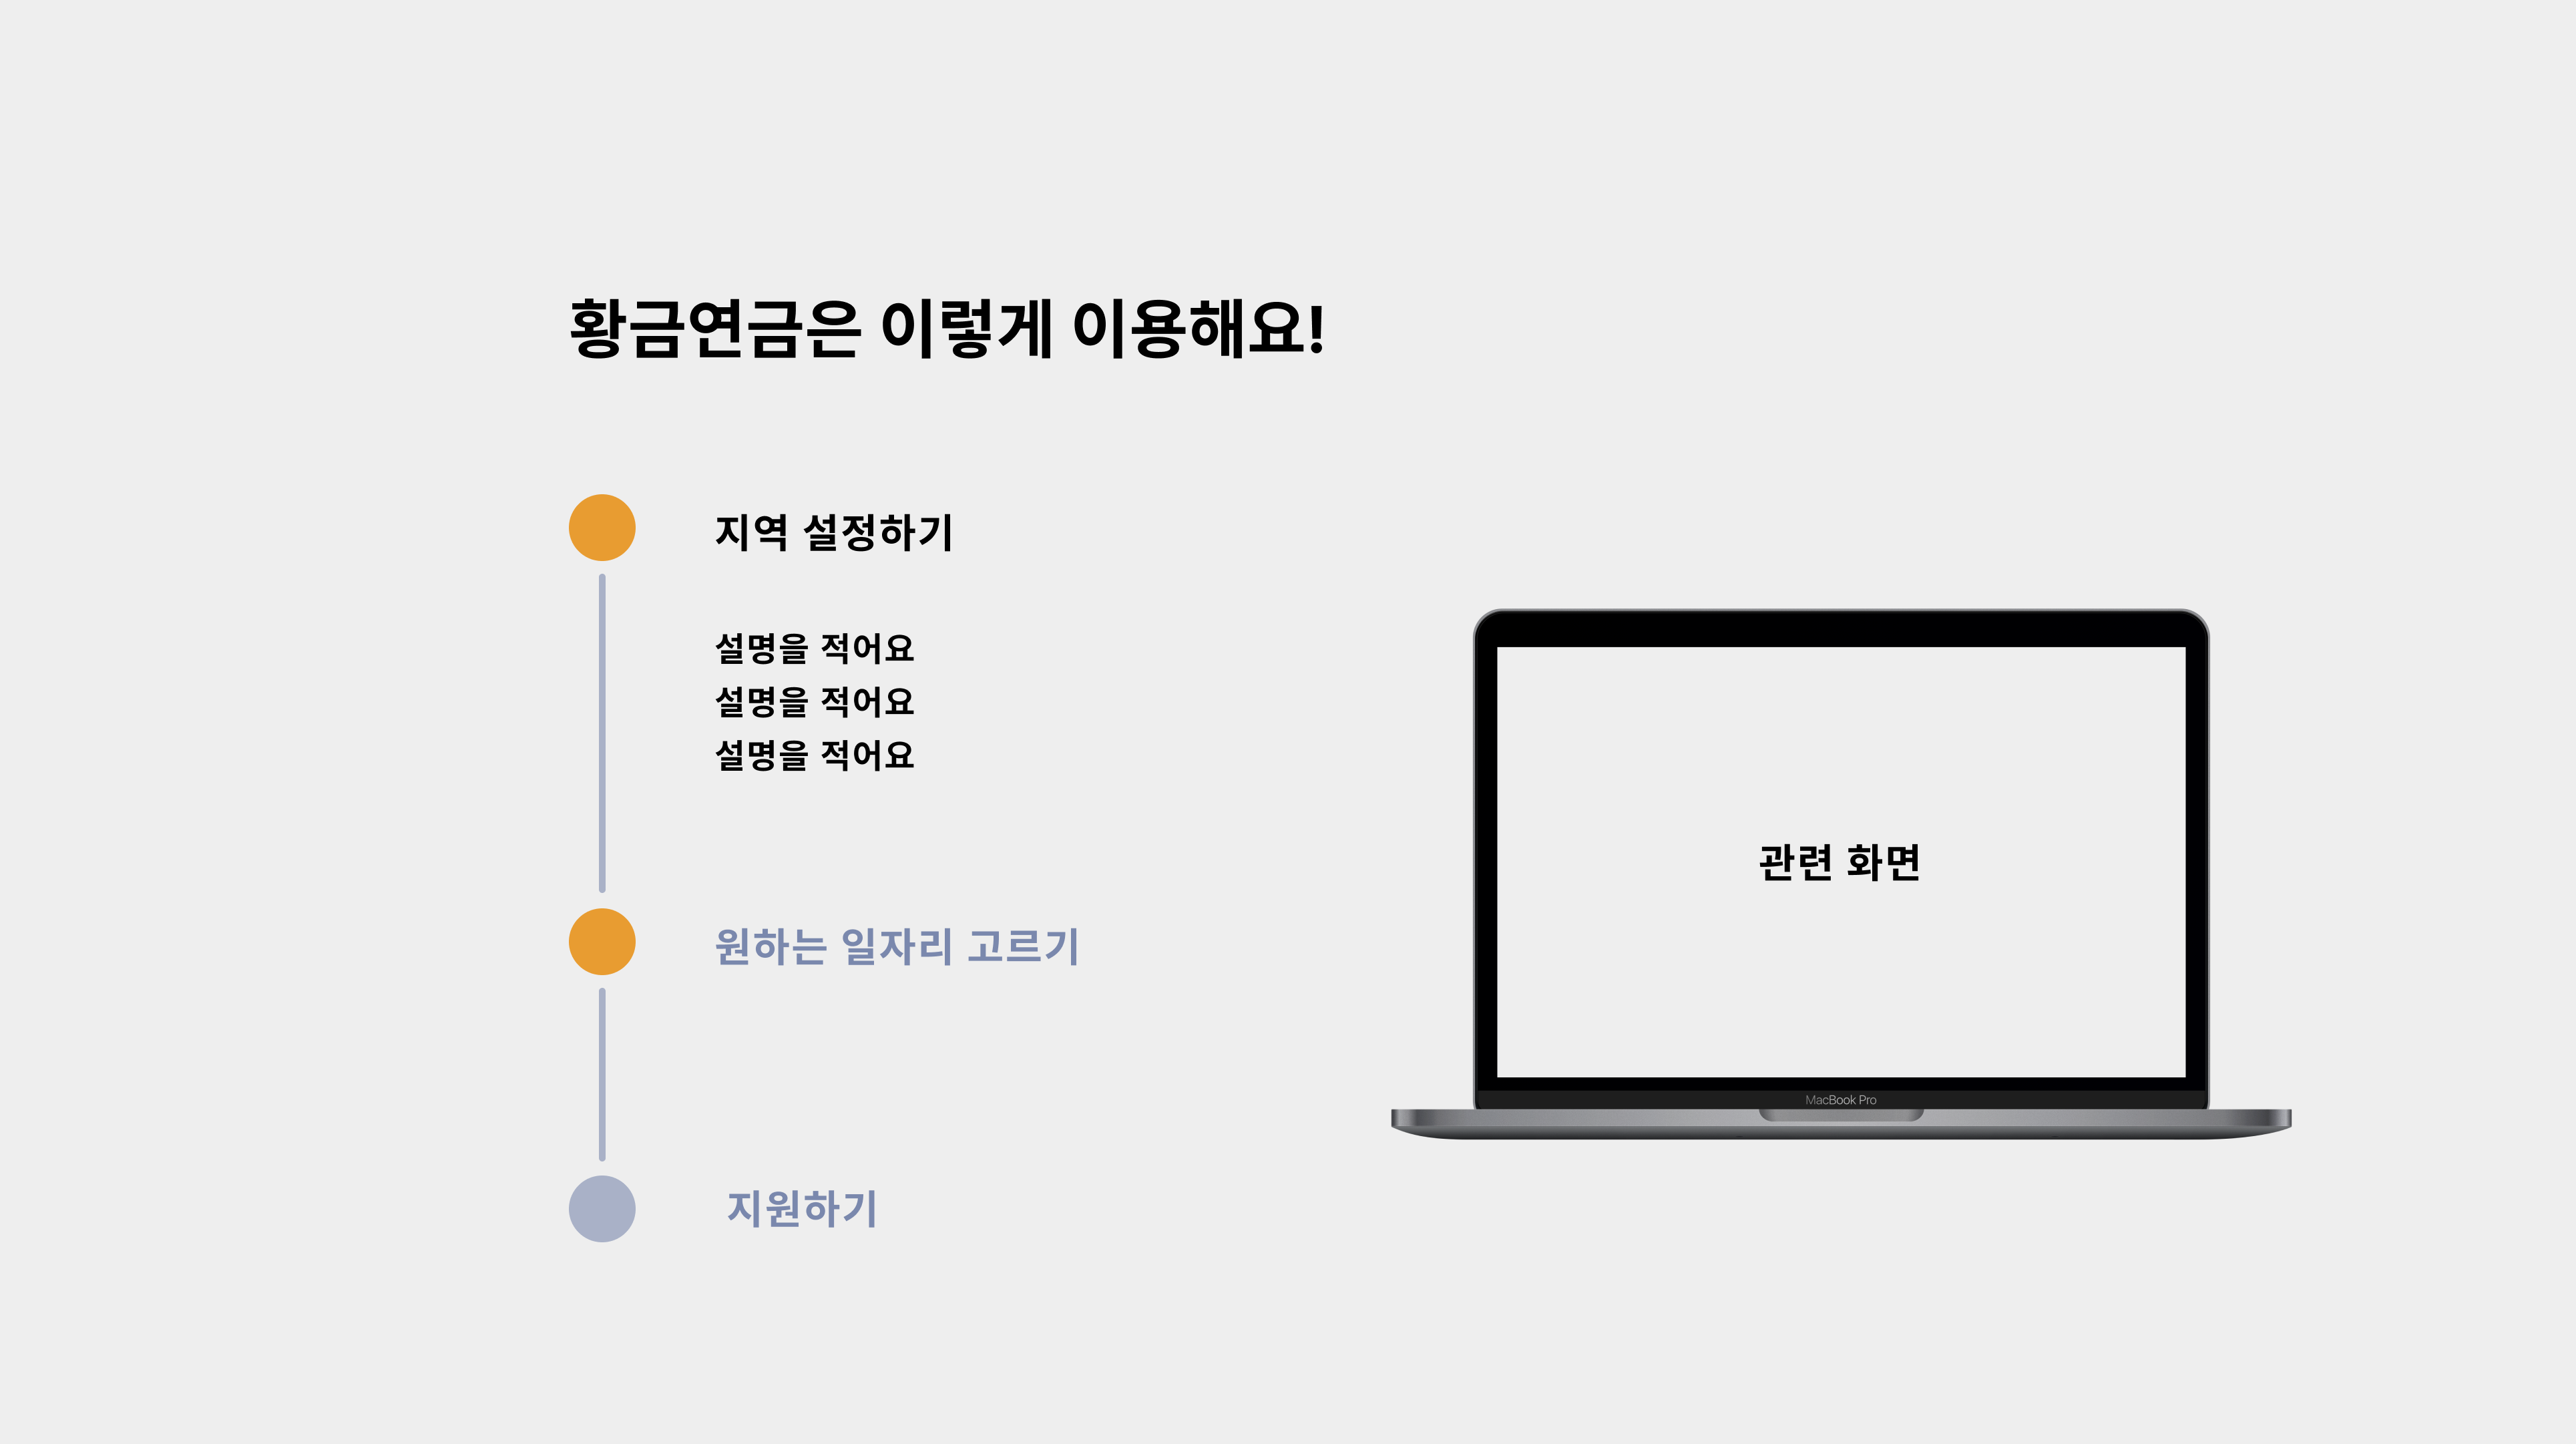 황금연금은 이렇게 이용해요!
지역 설정하기
설명을 적어요
설명을 적어요
설명을 적어요
원하는 일자리 고르기
지원하기
관련 화면
MacBook Pro